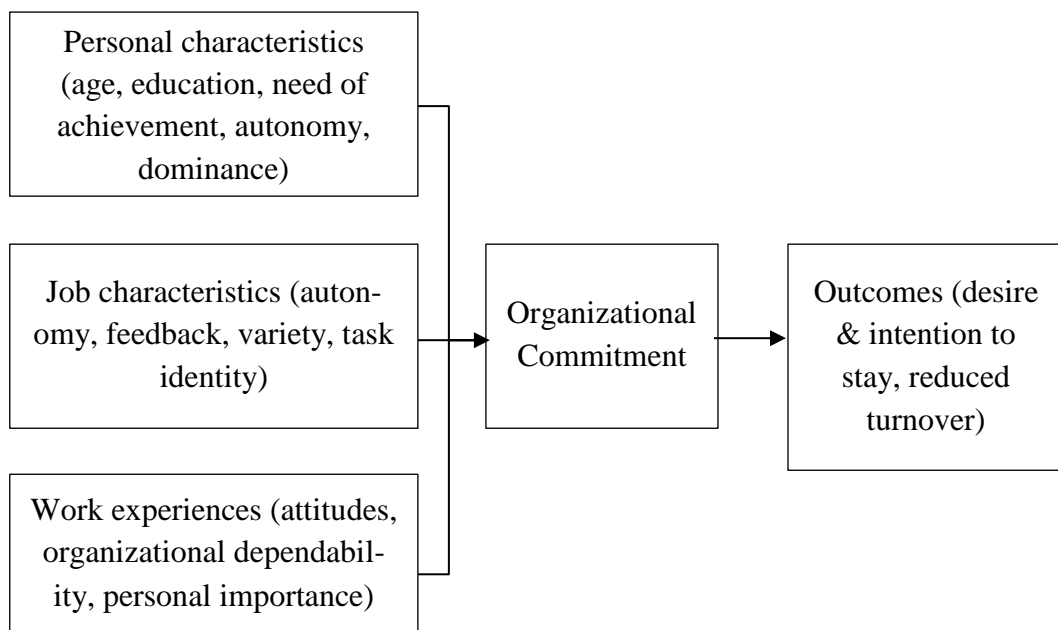 Personal characteristics
(age, education, need of
achievement, autonomy,
dominance)
Job characteristics (auton-
omy, feedback, variety, task
identity)
Work experiences (attitudes,
organizational dependabil-
ity, personal importance)
Organizational
Commitment
Outcomes (desire
& intention to
stay, reduced
turnover)